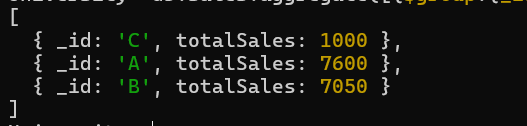 [
  { _id: 'C', totalSales: 1000 },
  { _id: 'A', totalSales: 7600 },
  { _id: 'B', totalSales: 7050 }
]